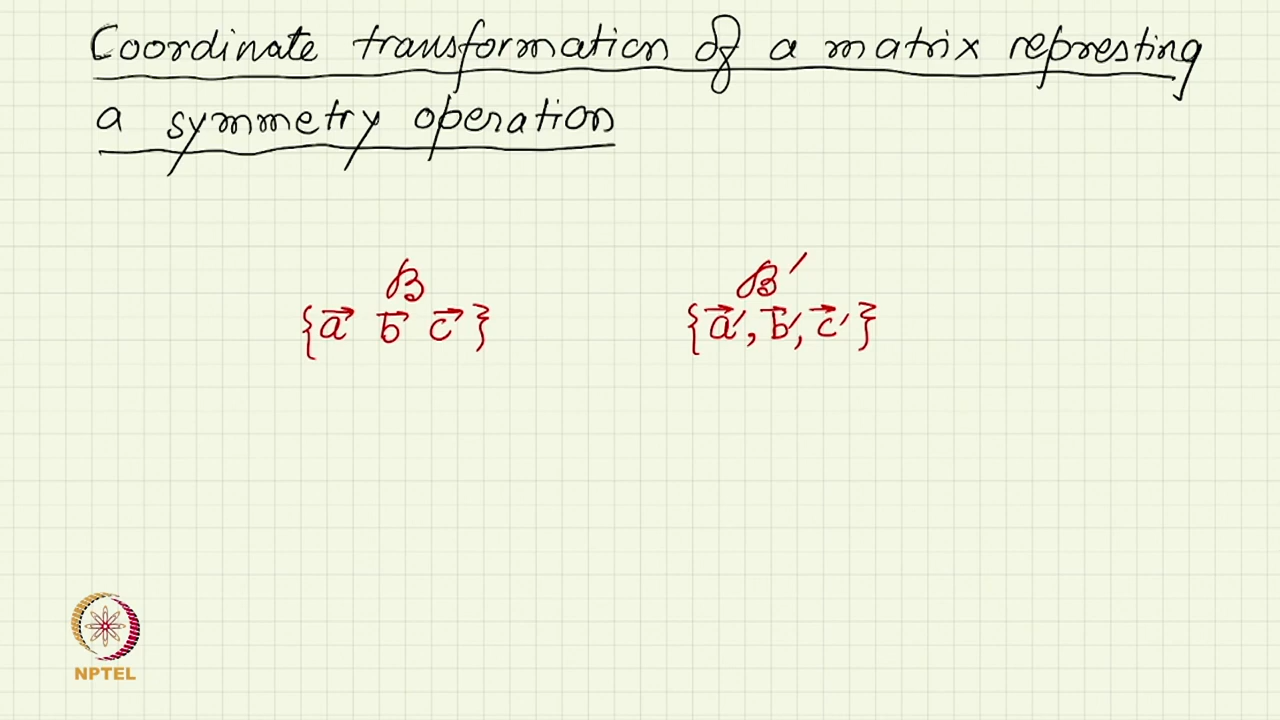 Coordinate transformation of a matrix represting
a symmetry operation
B B′
{a⃗ b⃗ c⃗} {a⃗′, b⃗′, c⃗′}
NPTEL